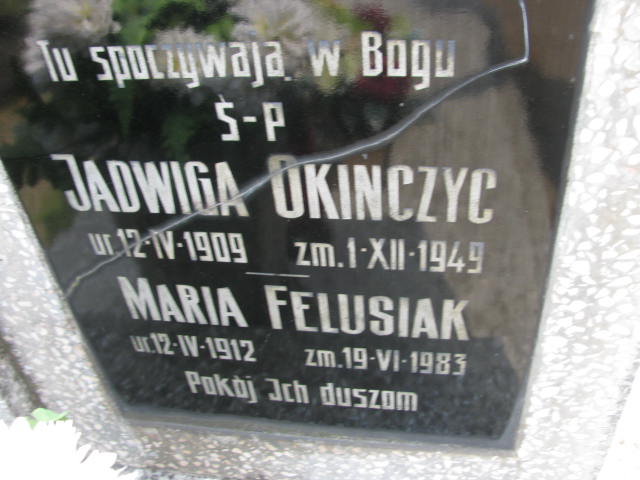 Tu spoczywają w Bogu
Ś-P
JADWIGA OKINCZYC
ur.12-IV-1909 zm.1-XII-1949
MARIA FELUSIAK
ur.12-IV-1912 zm.19-VI-1983
Pokój Ich duszom